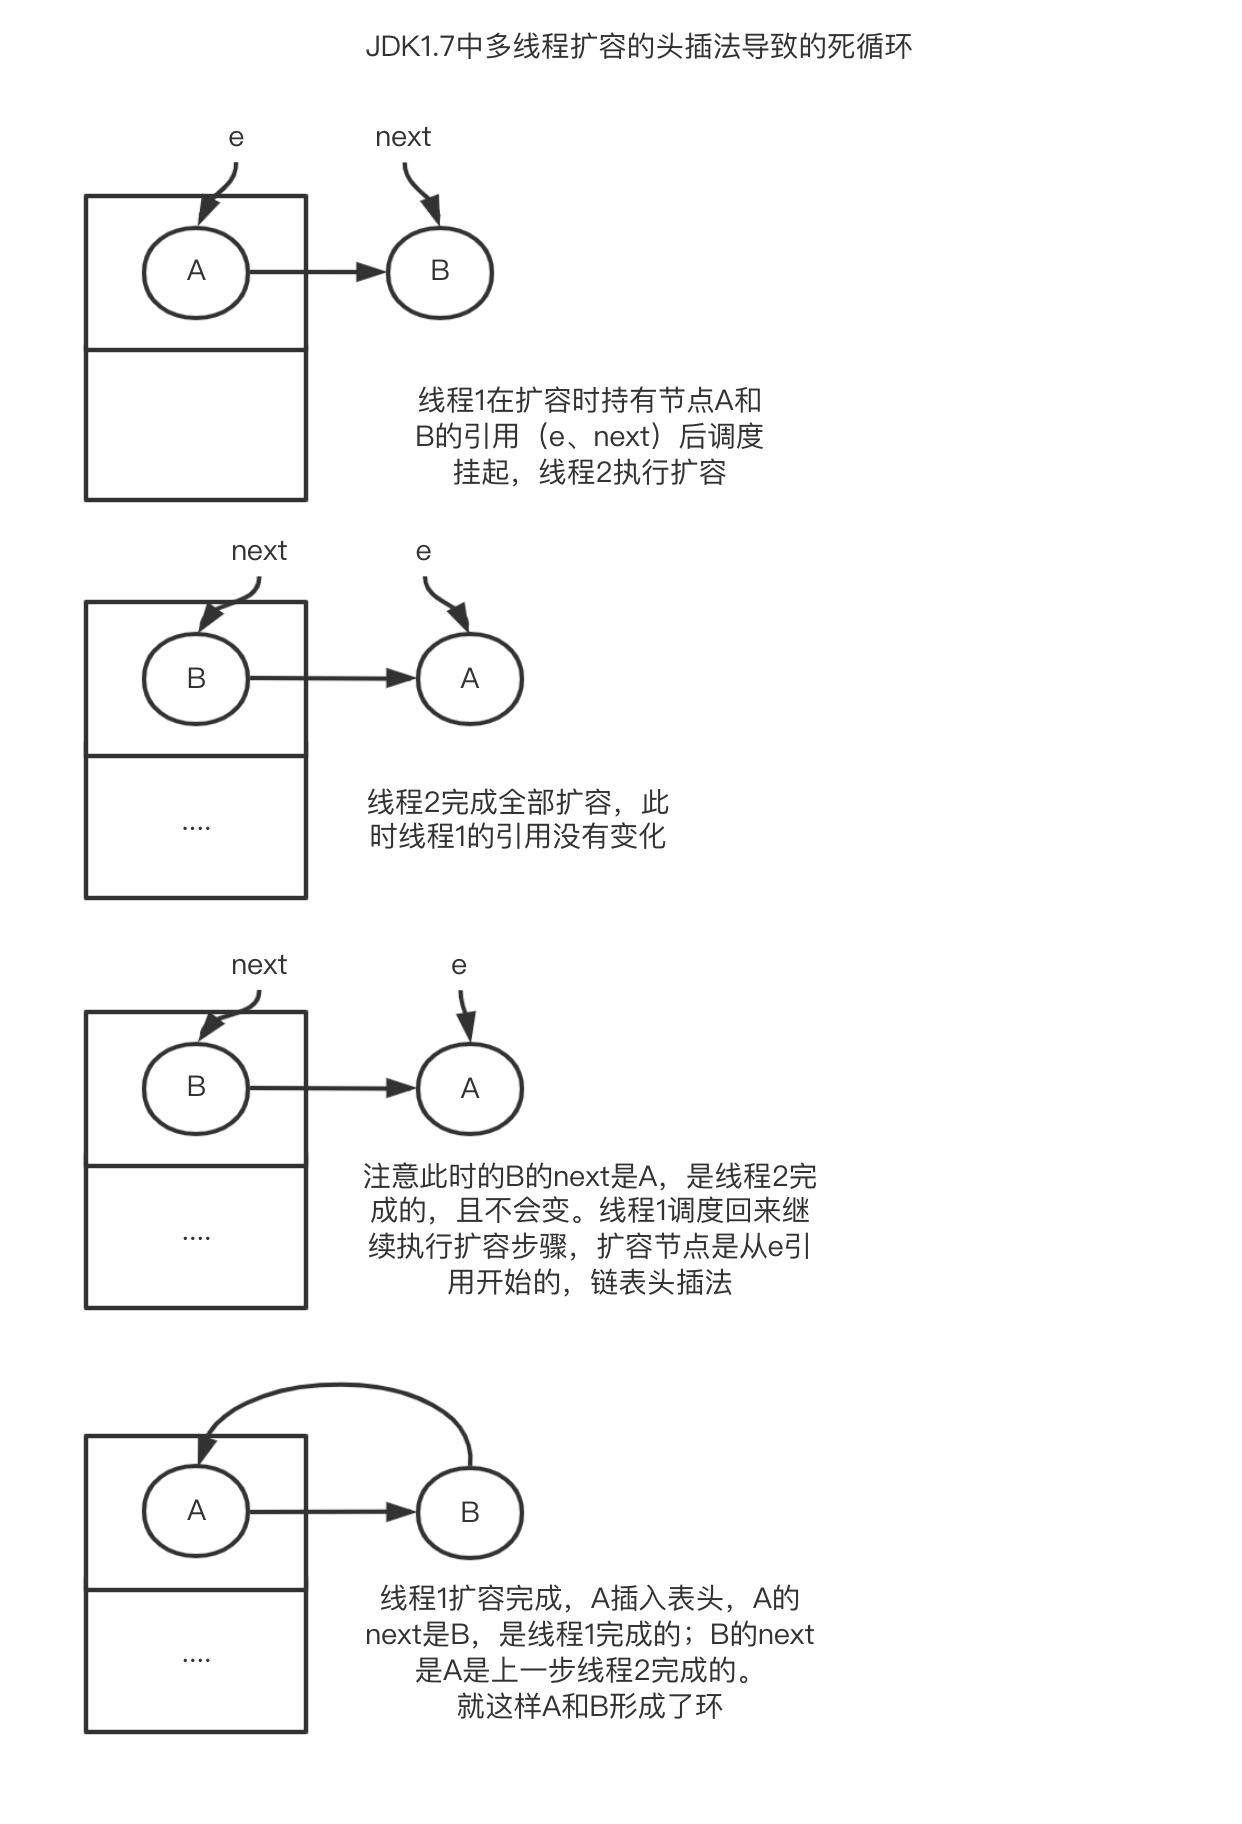 JDK1.7中多线程扩容的头插法导致的死循环
e
next
A
B
线程1在扩容时持有节点A和
B的引用（e、next）后调度
挂起，线程2执行扩容
next
e
B
A
....
线程2完成全部扩容，此
时线程1的引用没有变化
next
e
B
A
....
注意此时的B的next是A，是线程2完
成的，且不会变。线程1调度回来继
续执行扩容步骤，扩容节点是从e引
用开始的，链表头插法
A
B
....
线程1扩容完成，A插入表头，A的
next是B，是线程1完成的；B的next
是A是上一步线程2完成的。
就这样A和B形成了环